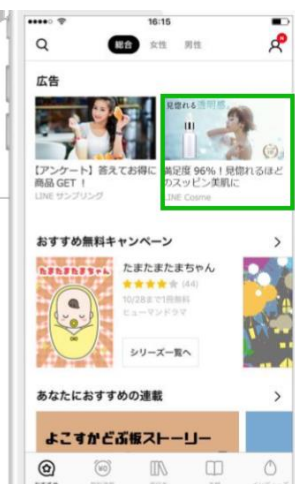 16:15
総合 女性 男性
広告
見惚れる透明感。
【アンケート】答えてお得に
商品 GET !
LINE サンプリング
満足度 96%！見惚れるほど
のスッピン美肌に
LINE Cosme
おすすめ無料キャンペーン
たまたまたまちゃん
たまたまたまちゃん
(44)
10/28まで1冊無料
ヒューマンドラマ
シリーズ一覧へ
あなたにおすすめの連載
よこすかどぶ板ストーリー